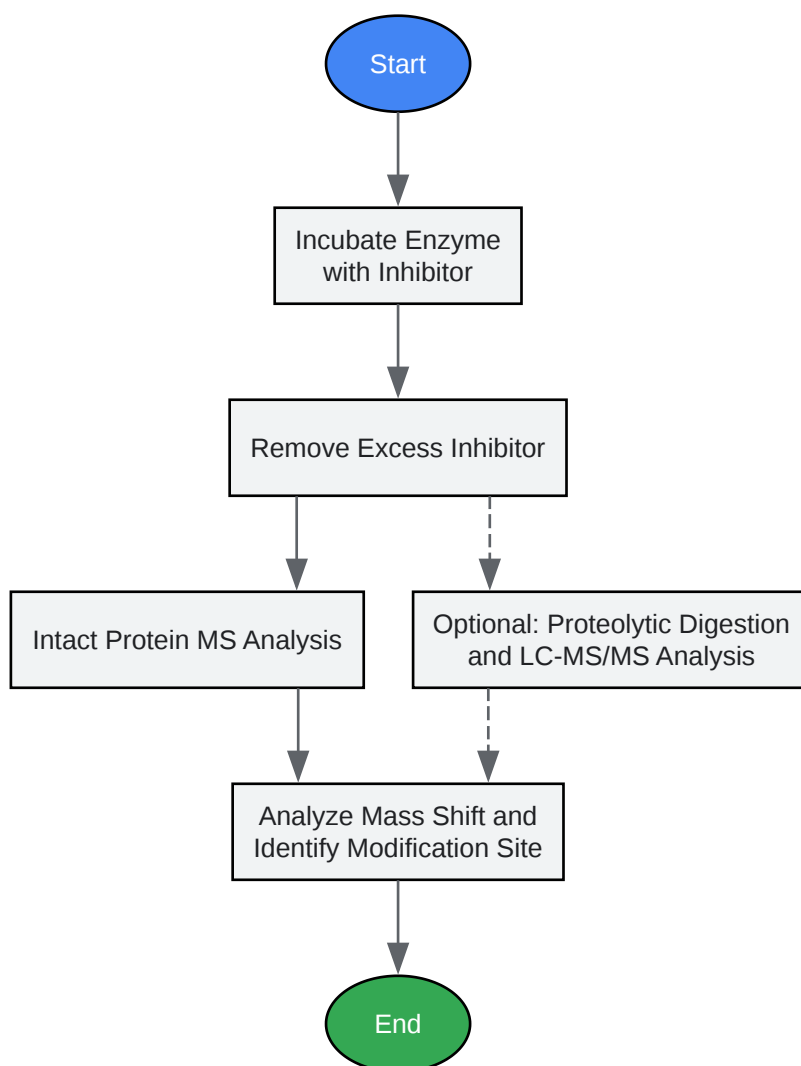 Start
Incubate Enzyme
with Inhibitor
Remove Excess Inhibitor
Intact Protein MS Analysis
Optional: Proteolytic Digestion
and LC-MS/MS Analysis
Analyze Mass Shift and
Identify Modification Site
End